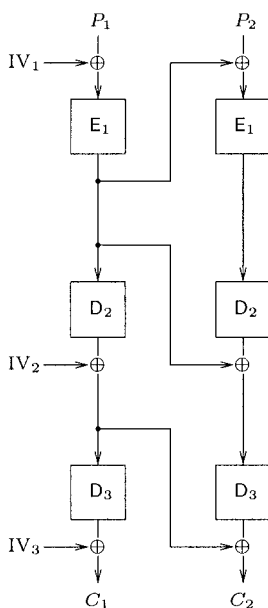 P₁ P₂
IV₁
E₁ E₁
D₂ D₂
IV₂
D₃ D₃
IV₃
C₁ C₂